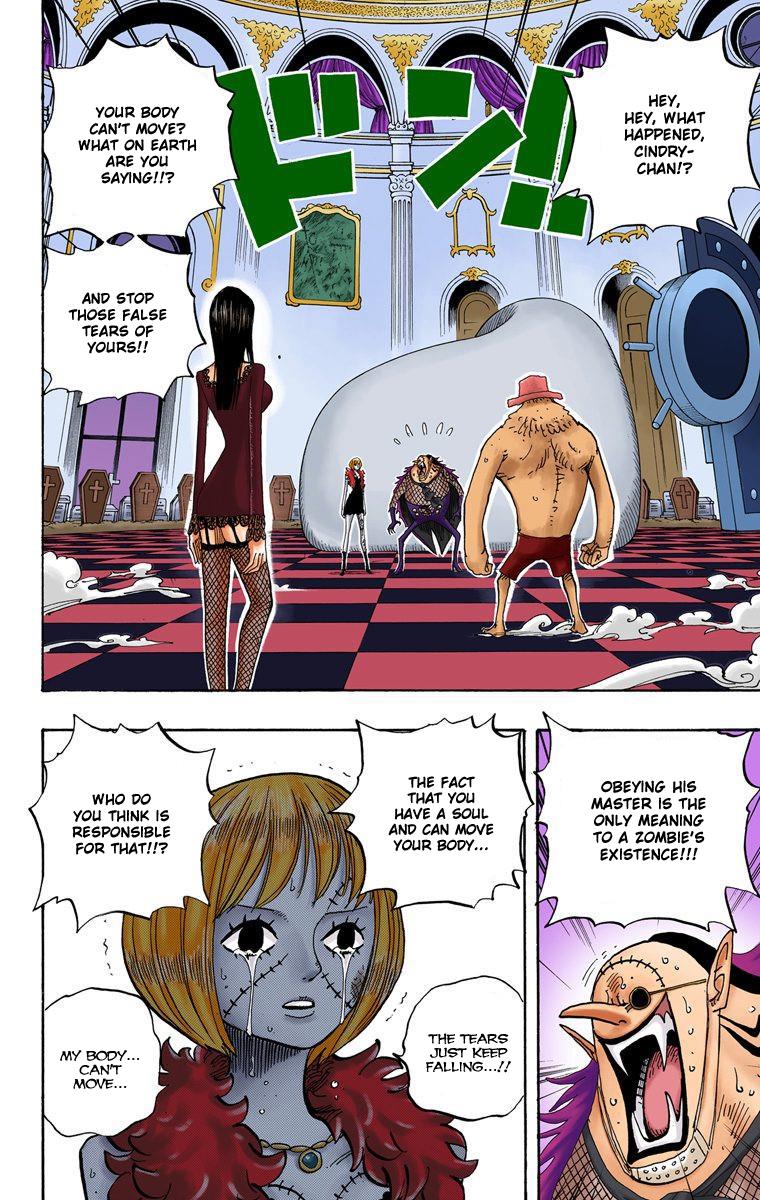 HEY,
HEY, WHAT
HAPPENED,
CINDRY-
CHAN!?
ドン!!
YOUR BODY
CAN'T MOVE?
WHAT ON EARTH
ARE YOU
SAYING!!?
AND STOP
THOSE FALSE
TEARS OF
YOURS!!
OBEYING HIS
MASTER IS THE
ONLY MEANING
TO A ZOMBIE'S
EXISTENCE!!!
THE FACT
THAT YOU
HAVE A SOUL
AND CAN MOVE
YOUR BODY...
WHO DO
YOU THINK IS
RESPONSIBLE
FOR THAT!!?
THE TEARS
JUST KEEP
FALLING...!!
MY BODY...
CAN'T
MOVE...